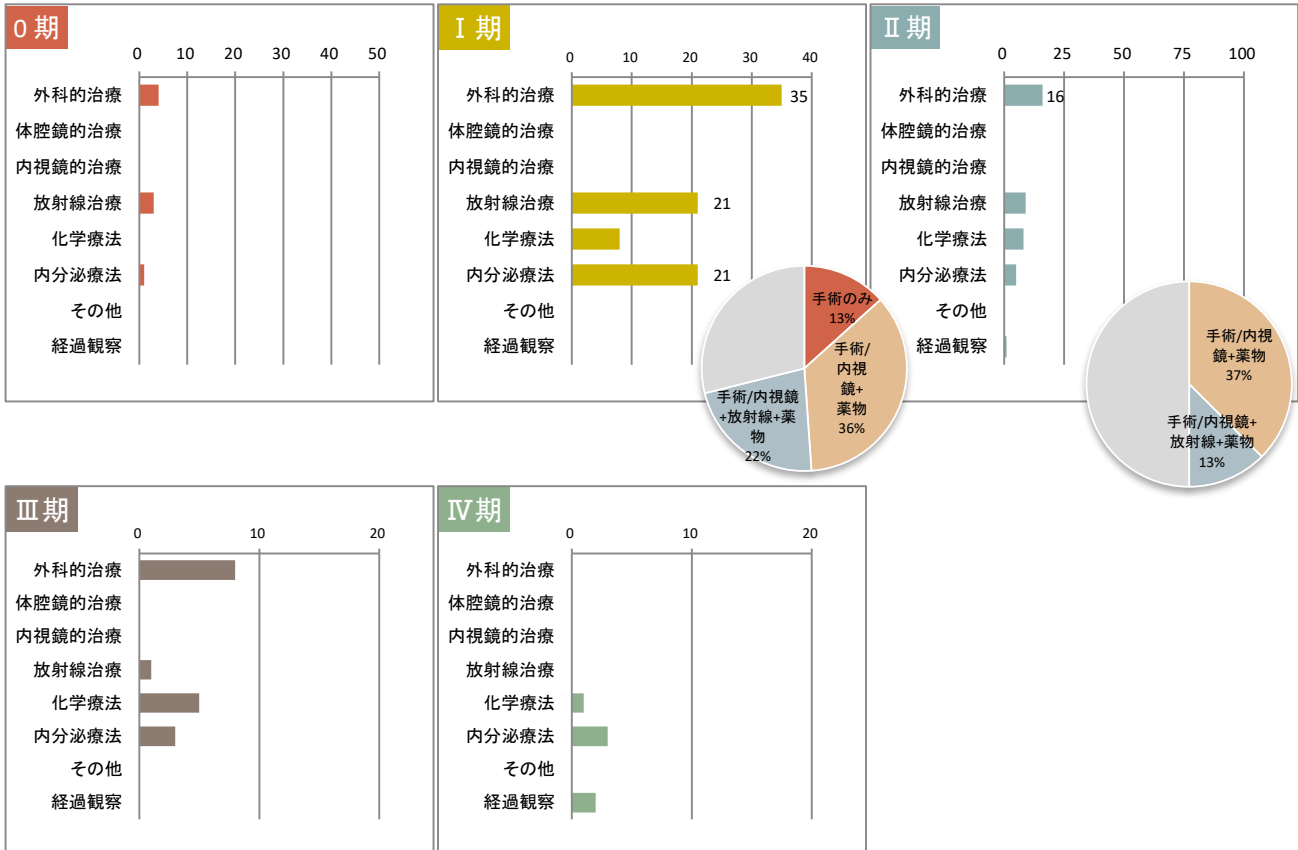 0期
0 10 20 30 40 50
外科的治療
体腔鏡的治療
内視鏡的治療
放射線治療
化学療法
内分泌療法
その他
経過観察
Ⅰ期
0 10 20 30 40
外科的治療 35
体腔鏡的治療
内視鏡的治療
放射線治療 21
化学療法
内分泌療法 21
その他
経過観察
手術のみ
13%
手術/
内視
鏡+
薬物
36%
手術/内視鏡
+放射線+薬
物
22%
Ⅱ期
0 25 50 75 100
外科的治療 16
体腔鏡的治療
内視鏡的治療
放射線治療
化学療法
内分泌療法
その他
経過観察
手術/内視
鏡+薬物
37%
手術/内視鏡+
放射線+薬物
13%
Ⅲ期
0 10 20
外科的治療
体腔鏡的治療
内視鏡的治療
放射線治療
化学療法
内分泌療法
その他
経過観察
Ⅳ期
0 10 20
外科的治療
体腔鏡的治療
内視鏡的治療
放射線治療
化学療法
内分泌療法
その他
経過観察